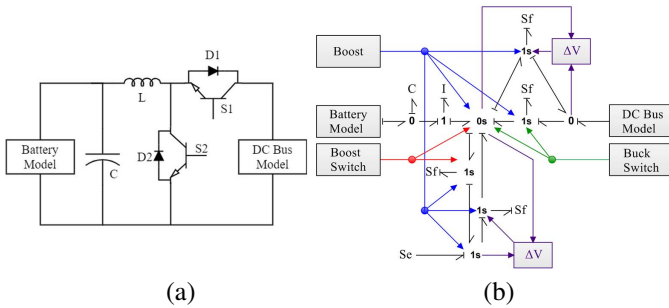 D1
L
S1
Battery
Model
C
D2
S2
DC Bus
Model
(a)
Boost
Sf
1s
ΔV
C
I
Sf
Battery
Model
0
1
0s
1s
0
DC Bus
Model
Boost
Switch
Buck
Switch
Sf
1s
1s
Sf
Se
1s
ΔV
(b)